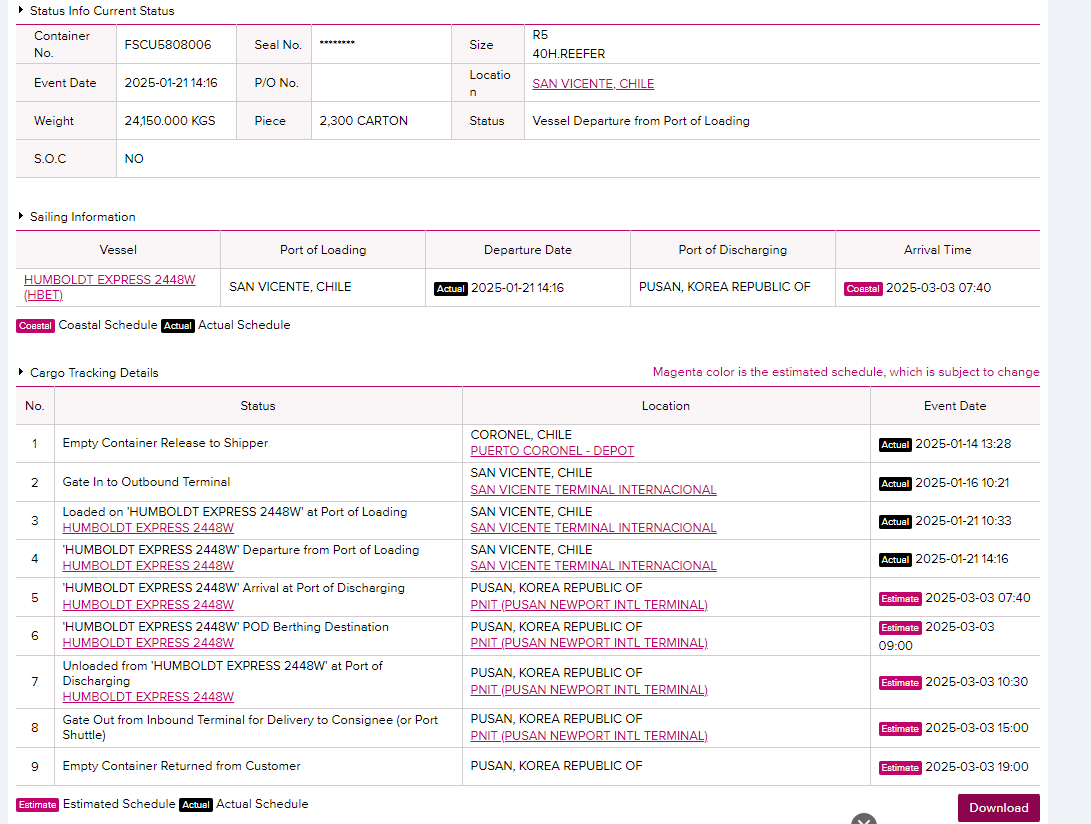 Status Info Current Status
Container No.
FSCU5808006
Seal No.
********
Size
R5
40H.REEFER
Event Date
2025-01-21 14:16
P/O No.
Location
SAN VICENTE, CHILE
Weight
24,150.000 KGS
Piece
2,300 CARTON
Status
Vessel Departure from Port of Loading
S.O.C
NO
Sailing Information
Vessel
Port of Loading
Departure Date
Port of Discharging
Arrival Time
HUMBOLDT EXPRESS 2448W
(HBET)
SAN VICENTE, CHILE
Actual 2025-01-21 14:16
PUSAN, KOREA REPUBLIC OF
Coastal 2025-03-03 07:40
Coastal Coastal Schedule Actual Actual Schedule
Cargo Tracking Details
Magenta color is the estimated schedule, which is subject to change
No.
Status
Location
Event Date
1
Empty Container Release to Shipper
CORONEL, CHILE
PUERTO CORONEL - DEPOT
Actual 2025-01-14 13:28
2
Gate In to Outbound Terminal
SAN VICENTE, CHILE
SAN VICENTE TERMINAL INTERNACIONAL
Actual 2025-01-16 10:21
3
Loaded on 'HUMBOLDT EXPRESS 2448W' at Port of Loading
HUMBOLDT EXPRESS 2448W
SAN VICENTE, CHILE
SAN VICENTE TERMINAL INTERNACIONAL
Actual 2025-01-21 10:33
4
'HUMBOLDT EXPRESS 2448W' Departure from Port of Loading
HUMBOLDT EXPRESS 2448W
SAN VICENTE, CHILE
SAN VICENTE TERMINAL INTERNACIONAL
Actual 2025-01-21 14:16
5
'HUMBOLDT EXPRESS 2448W' Arrival at Port of Discharging
HUMBOLDT EXPRESS 2448W
PUSAN, KOREA REPUBLIC OF
PNIT (PUSAN NEWPORT INTL TERMINAL)
Estimate 2025-03-03 07:40
6
'HUMBOLDT EXPRESS 2448W' POD Berthing Destination
HUMBOLDT EXPRESS 2448W
PUSAN, KOREA REPUBLIC OF
PNIT (PUSAN NEWPORT INTL TERMINAL)
Estimate 2025-03-03
09:00
7
Unloaded from 'HUMBOLDT EXPRESS 2448W' at Port of
Discharging
HUMBOLDT EXPRESS 2448W
PUSAN, KOREA REPUBLIC OF
PNIT (PUSAN NEWPORT INTL TERMINAL)
Estimate 2025-03-03 10:30
8
Gate Out from Inbound Terminal for Delivery to Consignee (or Port
Shuttle)
PUSAN, KOREA REPUBLIC OF
PNIT (PUSAN NEWPORT INTL TERMINAL)
Estimate 2025-03-03 15:00
9
Empty Container Returned from Customer
PUSAN, KOREA REPUBLIC OF
Estimate 2025-03-03 19:00
Estimate Estimated Schedule Actual Actual Schedule
Download